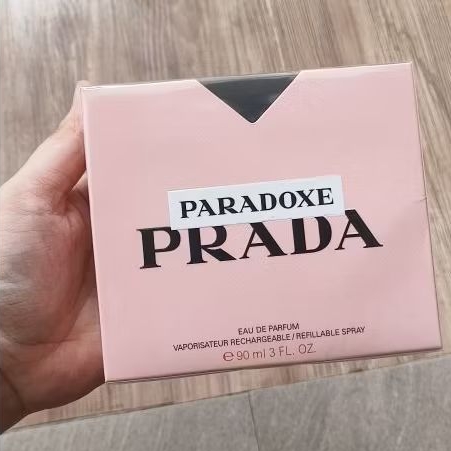 PARADOXE
PRADA
EAU DE PARFUM
VAPORISATEUR RECHARGEABLE / REFILLABLE SPRAY
℮ 90 ml 3 FL. OZ.